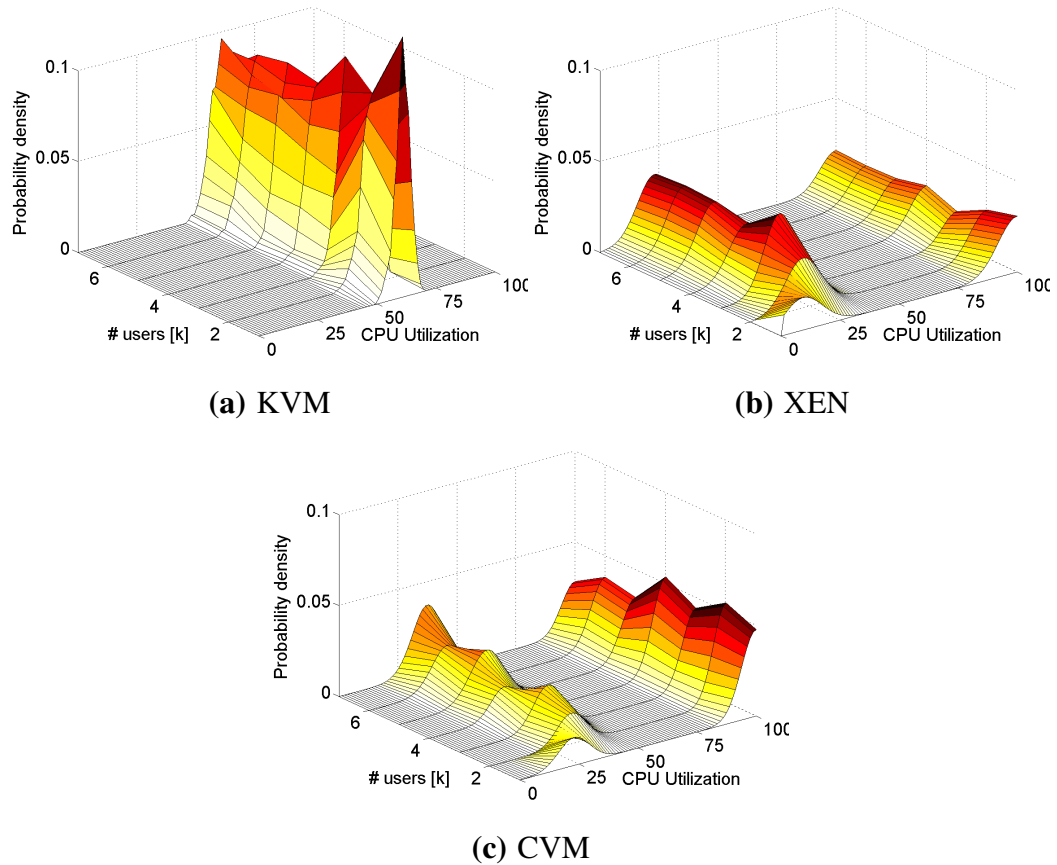 0.1
0.05
0
Probability density
6
4
2
# users [k]
0
25
50
75
100
CPU Utilization
(a) KVM
0.1
0.05
0
Probability density
6
4
2
# users [k]
0
25
50
75
100
CPU Utilization
(b) XEN
0.1
0.05
0
Probability density
6
4
2
# users [k]
0
25
50
75
100
CPU Utilization
(c) CVM